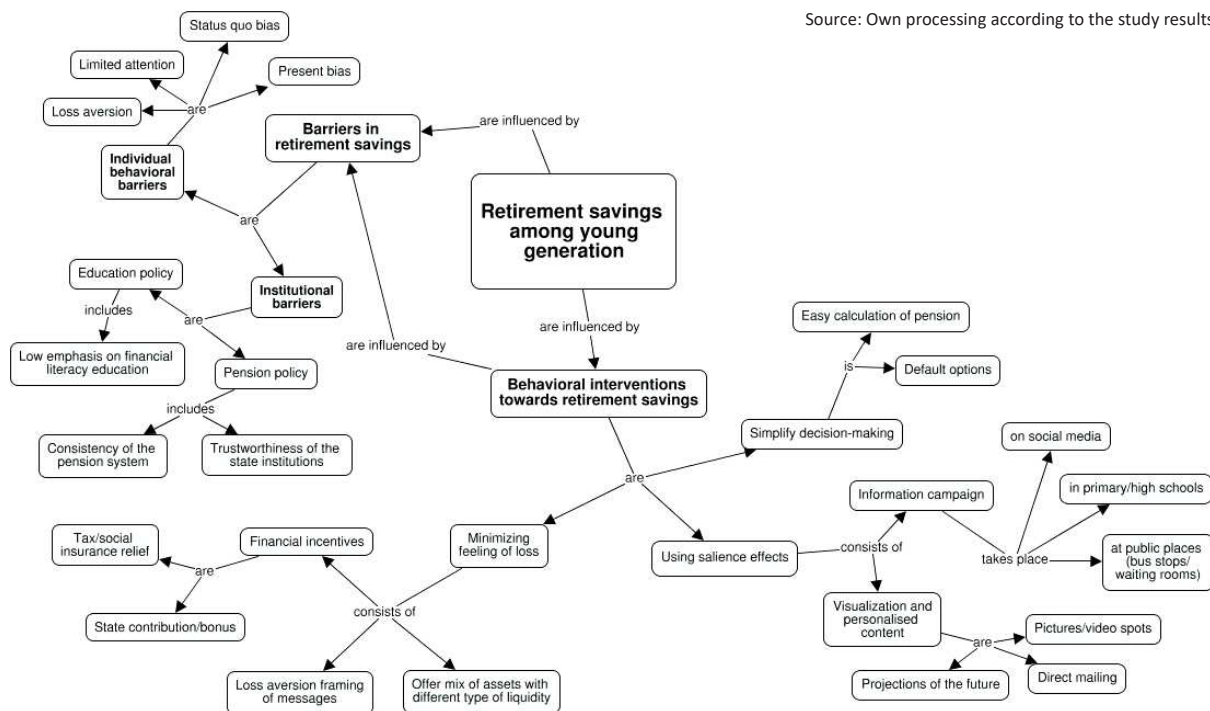 Source: Own processing according to the study results
Status quo bias
Limited attention
Present bias
Loss aversion
are
Individual
behavioral
barriers
Barriers in
retirement savings
are influenced by
Retirement savings
among young
generation
are
Education policy
Institutional
barriers
includes
are
are influenced by
are influenced by
Low emphasis on financial
literacy education
Pension policy
Behavioral interventions
towards retirement savings
Easy calculation of pension
is
Default options
includes
Consistency of the
pension system
Trustworthiness of the
state institutions
Simplify decision-making
are
on social media
Information campaign
in primary/high schools
Tax/social
insurance relief
Financial incentives
Minimizing
feeling of loss
Using salience effects
consists of
takes place
at public places
(bus stops/
waiting rooms)
are
State contribution/bonus
consists of
Visualization and
personalised
content
Pictures/video spots
are
Loss aversion framing
of messages
Offer mix of assets with
different type of liquidity
Projections of the future
Direct mailing